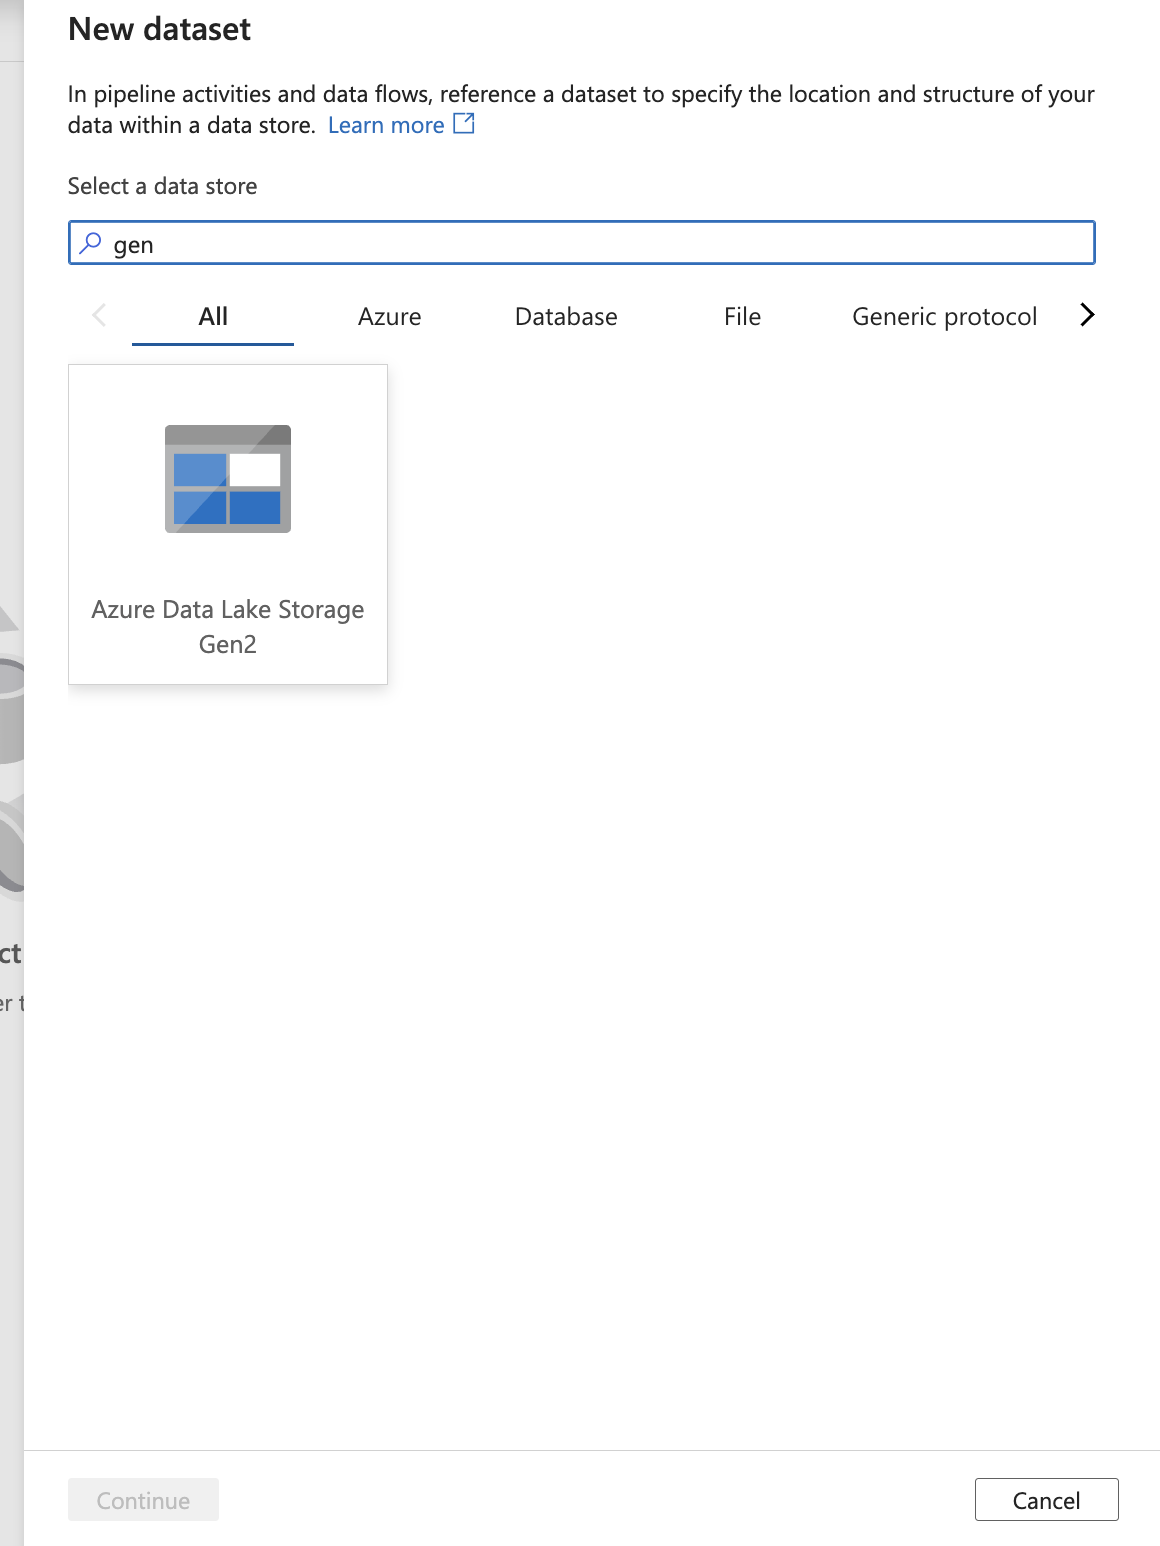 New dataset
In pipeline activities and data flows, reference a dataset to specify the location and structure of your
data within a data store. Learn more
Select a data store
gen
All Azure Database File Generic protocol
Azure Data Lake Storage
Gen2
ct
er t
Continue Cancel